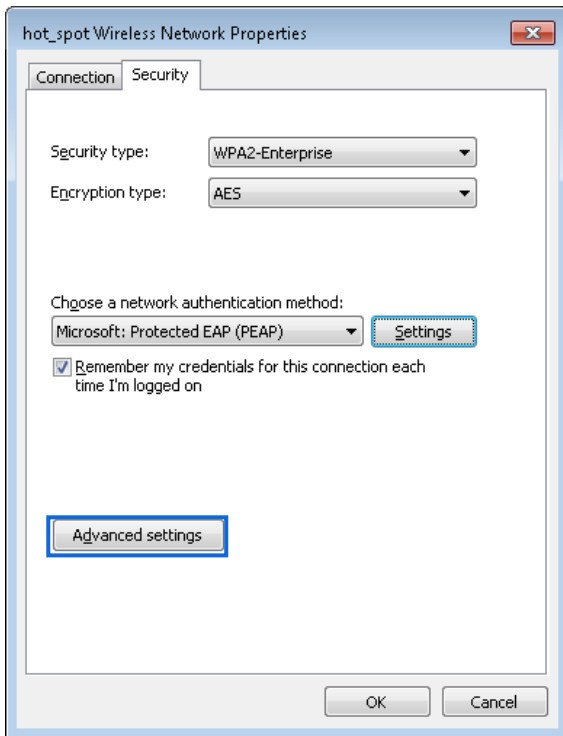 hot_spot Wireless Network Properties
Connection
Security
Security type:
WPA2-Enterprise
Encryption type:
AES
Choose a network authentication method:
Microsoft: Protected EAP (PEAP)
Settings
Remember my credentials for this connection each
time I'm logged on
Advanced settings
OK
Cancel